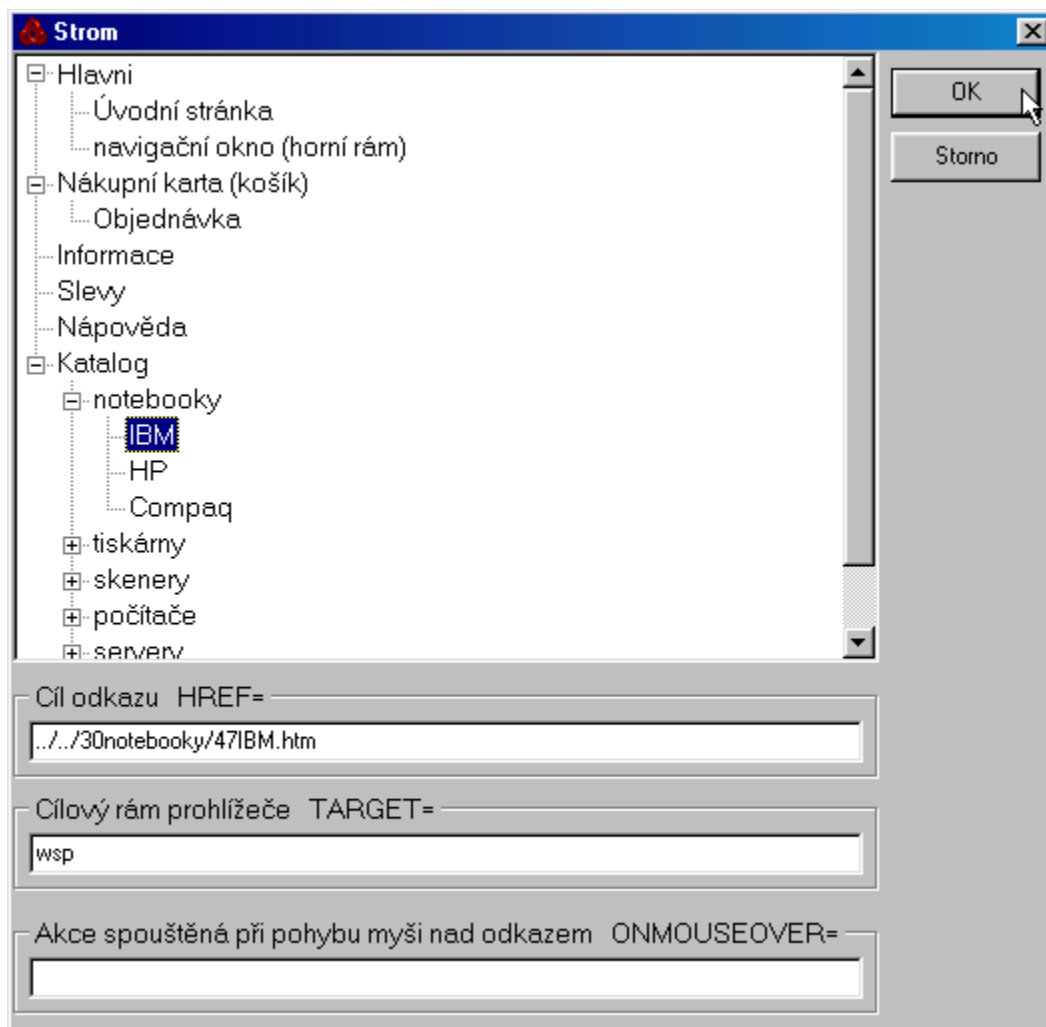 Strom
Hlavni
Úvodní stránka
navigační okno (horní rám)
Nákupní karta (košík)
Objednávka
Informace
Slevy
Nápověda
Katalog
notebooky
IBM
HP
Compaq
tiskárny
skenery
počítače
servery
OK
Storno
Cíl odkazu HREF=
../../30notebooky/47IBM.htm
Cílový rám prohlížeče TARGET=
wsp
Akce spouštěná při pohybu myši nad odkazem ONMOUSEOVER=